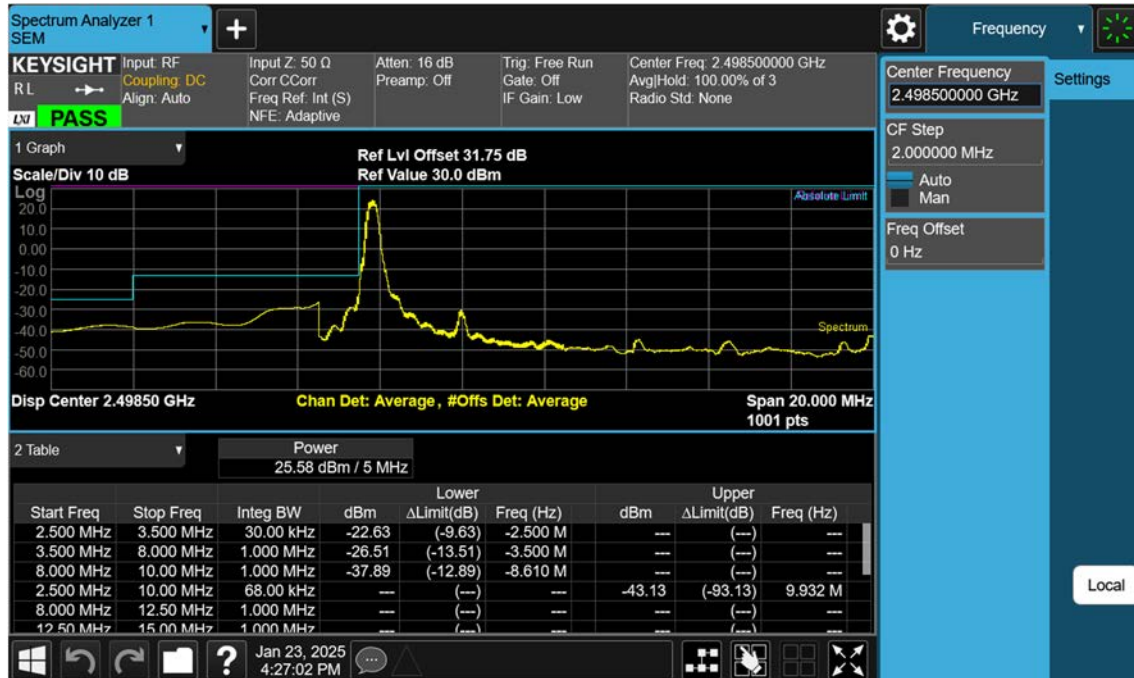 Spectrum Analyzer 1
SEM
Frequency
KEYSIGHT
RL
LXI PASS
Input: RF
Coupling: DC
Align: Auto
Input Z: 50 Ω
Corr CCorr
Freq Ref: Int (S)
NFE: Adaptive
Atten: 16 dB
Preamp: Off
Trig: Free Run
Gate: Off
IF Gain: Low
Center Freq: 2.498500000 GHz
Avg|Hold: 100.00% of 3
Radio Std: None
Center Frequency
2.498500000 GHz
Settings
CF Step
2.000000 MHz
Auto
Man
Freq Offset
0 Hz
1 Graph
Scale/Div 10 dB
Ref Lvl Offset 31.75 dB
Ref Value 30.0 dBm
Log
Absolute Limit
20.0
10.0
0.00
-10.0
-20.0
-30.0
-40.0
-50.0
-60.0
Spectrum
Disp Center 2.49850 GHz
Chan Det: Average, #Offs Det: Average
Span 20.000 MHz
1001 pts
2 Table
Power
25.58 dBm / 5 MHz
Lower Upper
Start Freq Stop Freq Integ BW dBm ΔLimit(dB) Freq (Hz) dBm ΔLimit(dB) Freq (Hz)
2.500 MHz 3.500 MHz 30.00 kHz -22.63 (-9.63) -2.500 M --- (---) ---
3.500 MHz 8.000 MHz 1.000 MHz -26.51 (-13.51) -3.500 M --- (---) ---
8.000 MHz 10.00 MHz 1.000 MHz -37.89 (-12.89) -8.610 M --- (---) ---
2.500 MHz 10.00 MHz 68.00 kHz --- (---) --- -43.13 (-93.13) 9.932 M
8.000 MHz 12.50 MHz 1.000 MHz --- (---) --- --- (---) ---
12.50 MHz 15.00 MHz 1.000 MHz --- (---) --- --- (---) ---
Local
?
Jan 23, 2025
4:27:02 PM